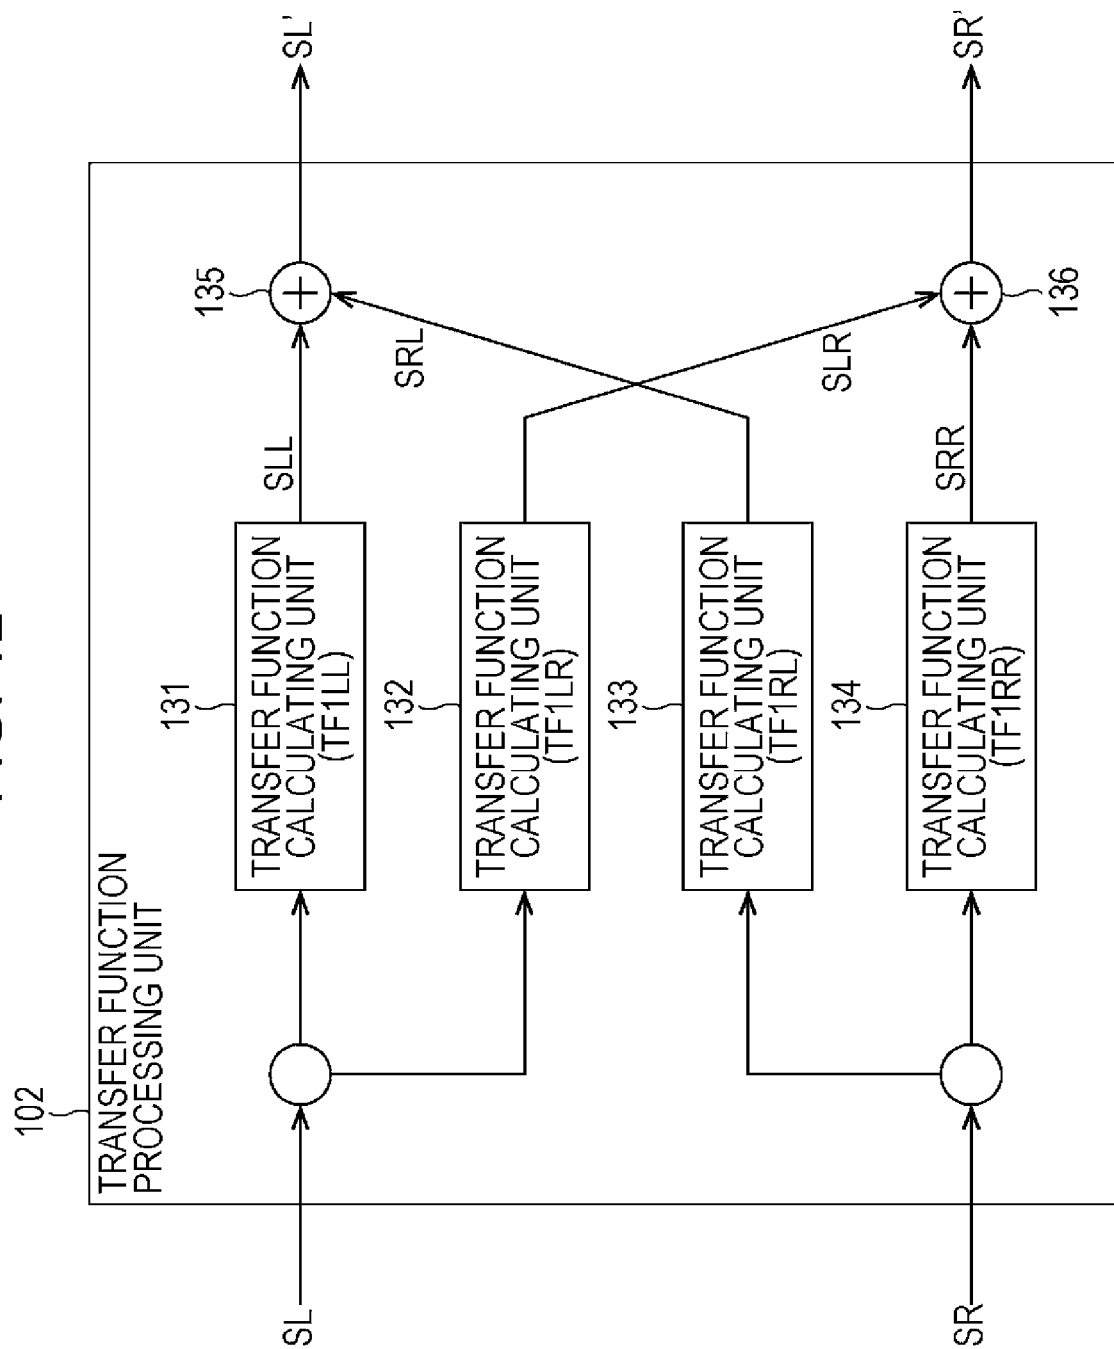 102
TRANSFER FUNCTION
PROCESSING UNIT
SL
131
TRANSFER FUNCTION
CALCULATING UNIT
(TF1LL)
SLL
135
SL'
132
TRANSFER FUNCTION
CALCULATING UNIT
(TF1LR)
SRL
133
TRANSFER FUNCTION
CALCULATING UNIT
(TF1RL)
SLR
SR
134
TRANSFER FUNCTION
CALCULATING UNIT
(TF1RR)
SRR
136
SR'